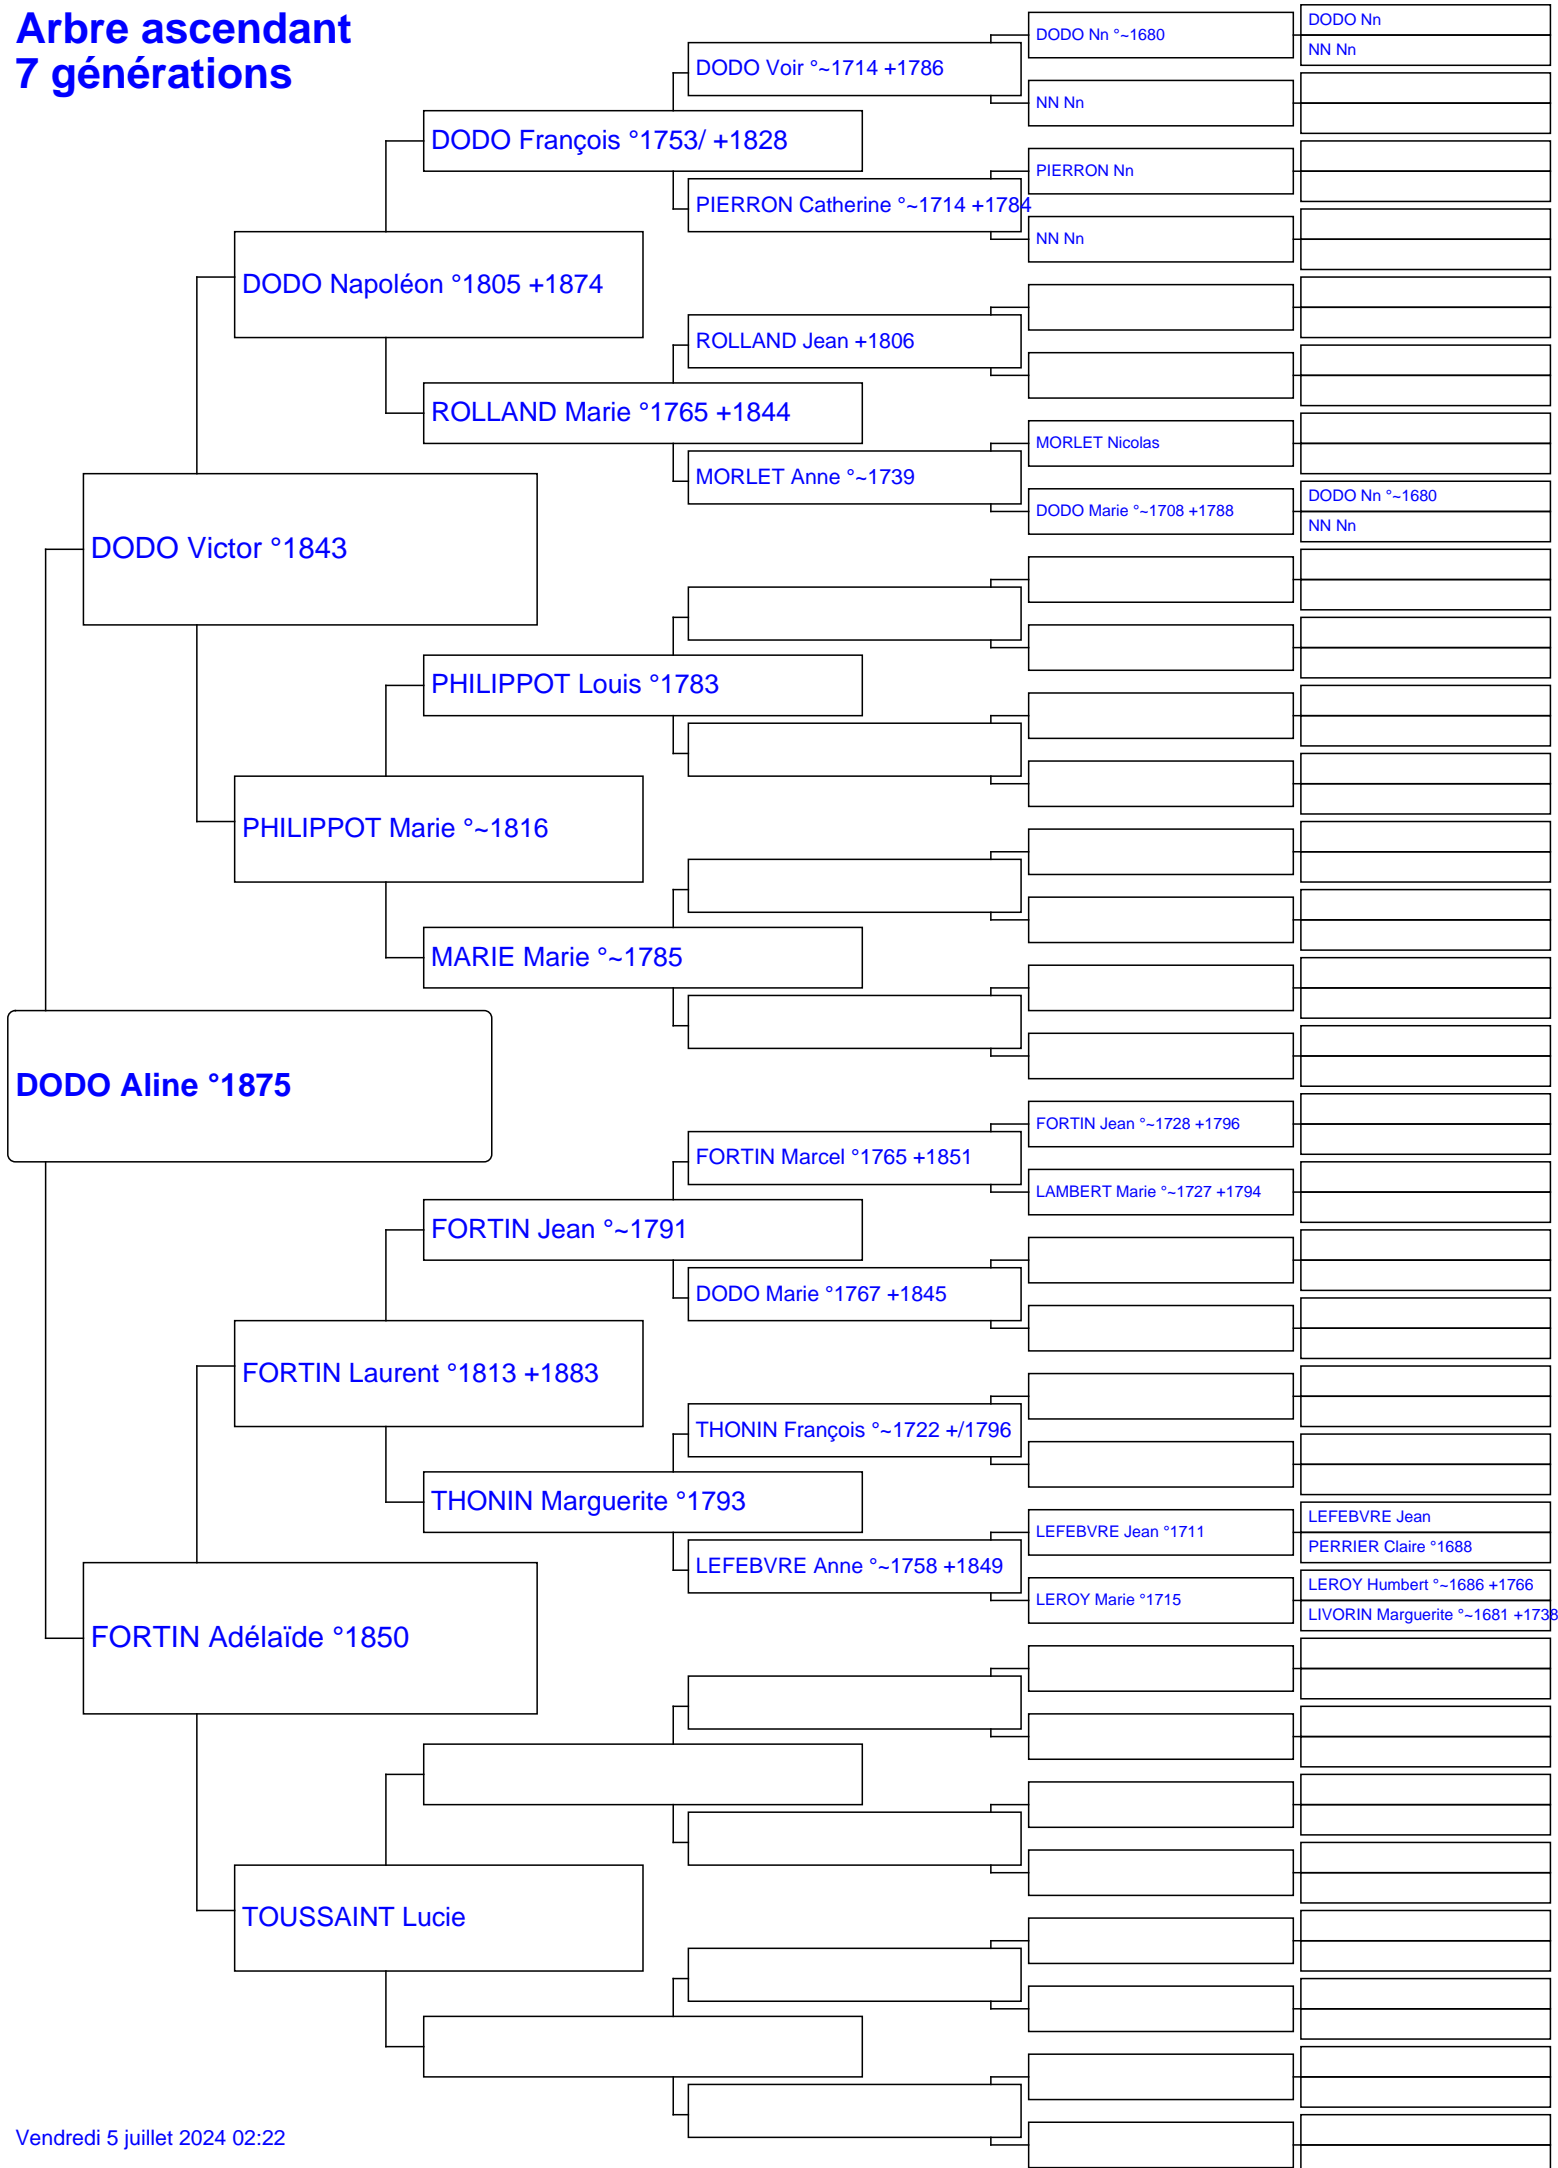 Arbre ascendant
7 générations
DODO Nn
DODO Nn °~1680
NN Nn
DODO Voir °~1714 +1786
NN Nn
DODO François °1753/ +1828
PIERRON Nn
PIERRON Catherine °~1714 +1784
NN Nn
DODO Napoléon °1805 +1874
ROLLAND Jean +1806
ROLLAND Marie °1765 +1844
MORLET Nicolas
MORLET Anne °~1739
DODO Nn °~1680
DODO Marie °~1708 +1788
NN Nn
DODO Victor °1843
PHILIPPOT Louis °1783
PHILIPPOT Marie °~1816
MARIE Marie °~1785
DODO Aline °1875
FORTIN Jean °~1728 +1796
FORTIN Marcel °1765 +1851
LAMBERT Marie °~1727 +1794
FORTIN Jean °~1791
DODO Marie °1767 +1845
FORTIN Laurent °1813 +1883
THONIN François °~1722 +/1796
THONIN Marguerite °1793
LEFEBVRE Jean
LEFEBVRE Jean °1711
PERRIER Claire °1688
LEFEBVRE Anne °~1758 +1849
LEROY Humbert °~1686 +1766
LEROY Marie °1715
LIVORIN Marguerite °~1681 +1738
FORTIN Adélaïde °1850
TOUSSAINT Lucie
Vendredi 5 juillet 2024 02:22